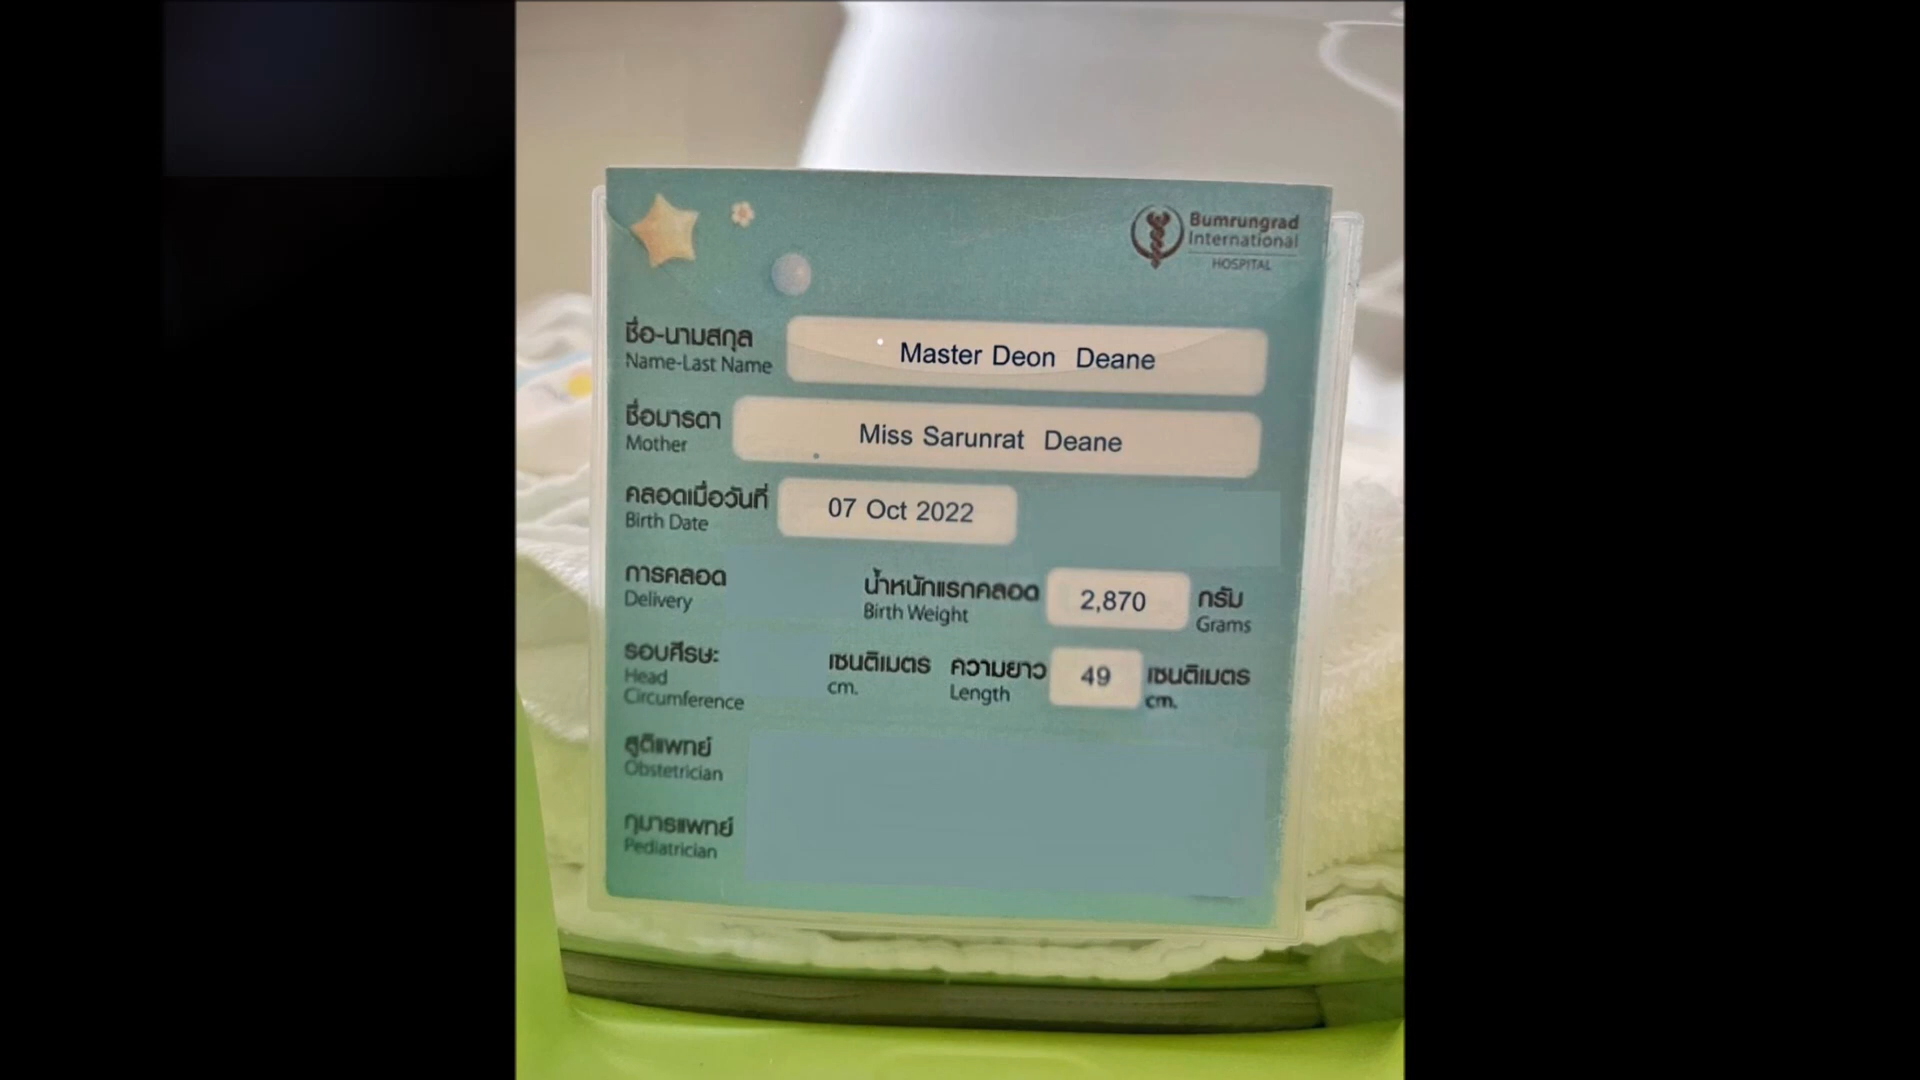 Bumrungrad
International
HOSPITAL
ชื่อ-นามสกุล
Name-Last Name
Master Deon Deane
ชื่อมารดา
Mother
Miss Sarunrat Deane
คลอดเมื่อวันที่
Birth Date
07 Oct 2022
การคลอด
Delivery
น้ำหนักแรกคลอด
Birth Weight
2,870
กรัม
Grams
รอบศีรษะ
Head
Circumference
เซนติเมตร
cm.
ความยาว
Length
49
เซนติเมตร
cm.
สูติแพทย์
Obstetrician
กุมารแพทย์
Pediatrician